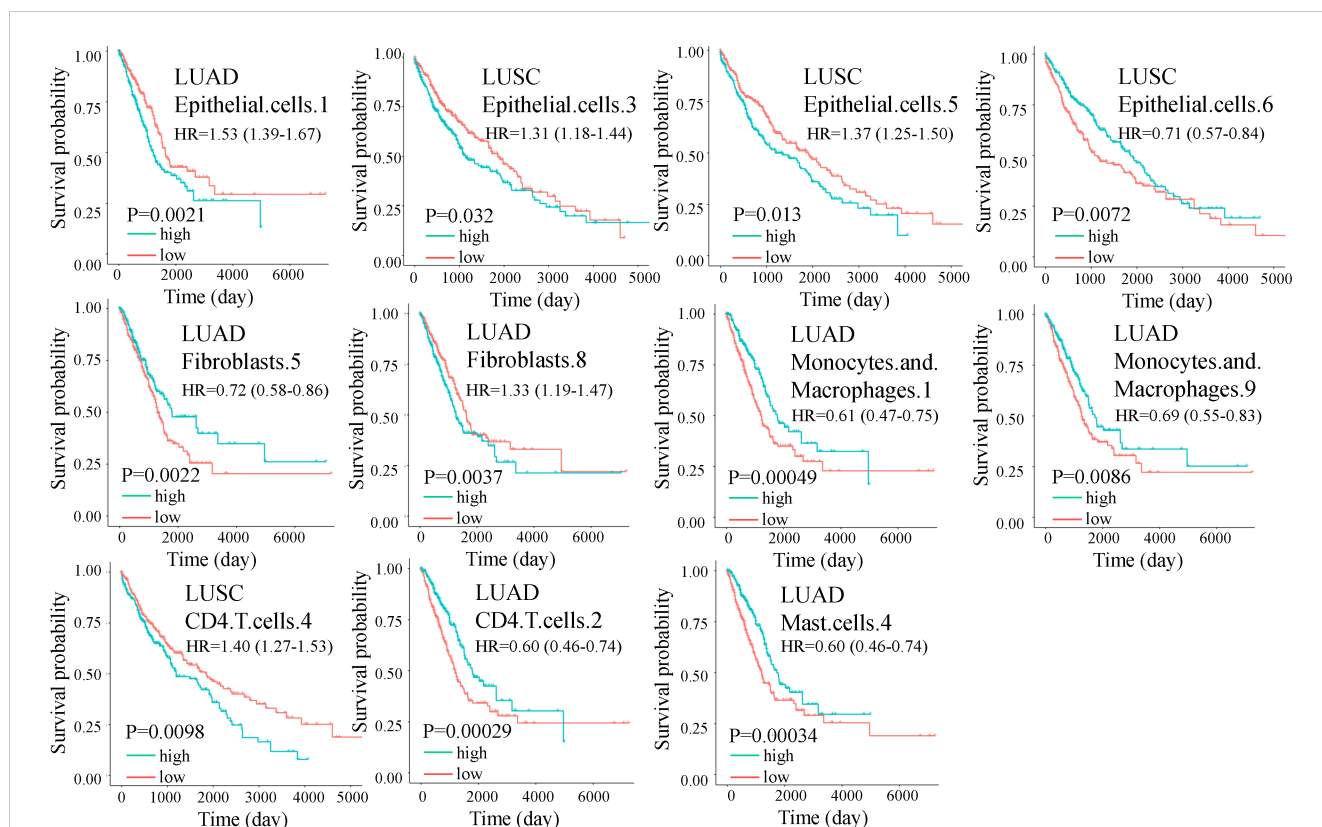 Survival probability
1.00
0.75
0.50
0.25
0.00
LUAD
Epithelial.cells.1
HR=1.53 (1.39-1.67)
P=0.0021
high
low
0 2000 4000 6000
Time (day)
Survival probability
1.00
0.75
0.50
0.25
0.00
LUSC
Epithelial.cells.3
HR=1.31 (1.18-1.44)
P=0.032
high
low
0 1000 2000 3000 4000 5000
Time (day)
Survival probability
1.00
0.75
0.50
0.25
0.00
LUSC
Epithelial.cells.5
HR=1.37 (1.25-1.50)
P=0.013
high
low
0 1000 2000 3000 4000 5000
Time (day)
Survival probability
1.00
0.75
0.50
0.25
0.00
LUSC
Epithelial.cells.6
HR=0.71 (0.57-0.84)
P=0.0072
high
low
0 1000 2000 3000 4000 5000
Time (day)
Survival probability
1.00
0.75
0.50
0.25
0.00
LUAD
Fibroblasts.5
HR=0.72 (0.58-0.86)
P=0.0022
high
low
0 2000 4000 6000
Time (day)
Survival probability
1.00
0.75
0.50
0.25
0.00
LUAD
Fibroblasts.8
HR=1.33 (1.19-1.47)
P=0.0037
high
low
0 2000 4000 6000
Time (day)
Survival probability
1.00
0.75
0.50
0.25
0.00
LUAD
Monocytes.and.
Macrophages.1
HR=0.61 (0.47-0.75)
P=0.00049
high
low
0 2000 4000 6000
Time (day)
Survival probability
1.00
0.75
0.50
0.25
0.00
LUAD
Monocytes.and.
Macrophages.9
HR=0.69 (0.55-0.83)
P=0.0086
high
low
0 2000 4000 6000
Time (day)
Survival probability
1.00
0.75
0.50
0.25
0.00
LUSC
CD4.T.cells.4
HR=1.40 (1.27-1.53)
P=0.0098
high
low
0 1000 2000 3000 4000 5000
Time (day)
Survival probability
1.00
0.75
0.50
0.25
0.00
LUAD
CD4.T.cells.2
HR=0.60 (0.46-0.74)
P=0.00029
high
low
0 2000 4000 6000
Time (day)
Survival probability
1.00
0.75
0.50
0.25
0.00
LUAD
Mast.cells.4
HR=0.60 (0.46-0.74)
P=0.00034
high
low
0 2000 4000 6000
Time (day)